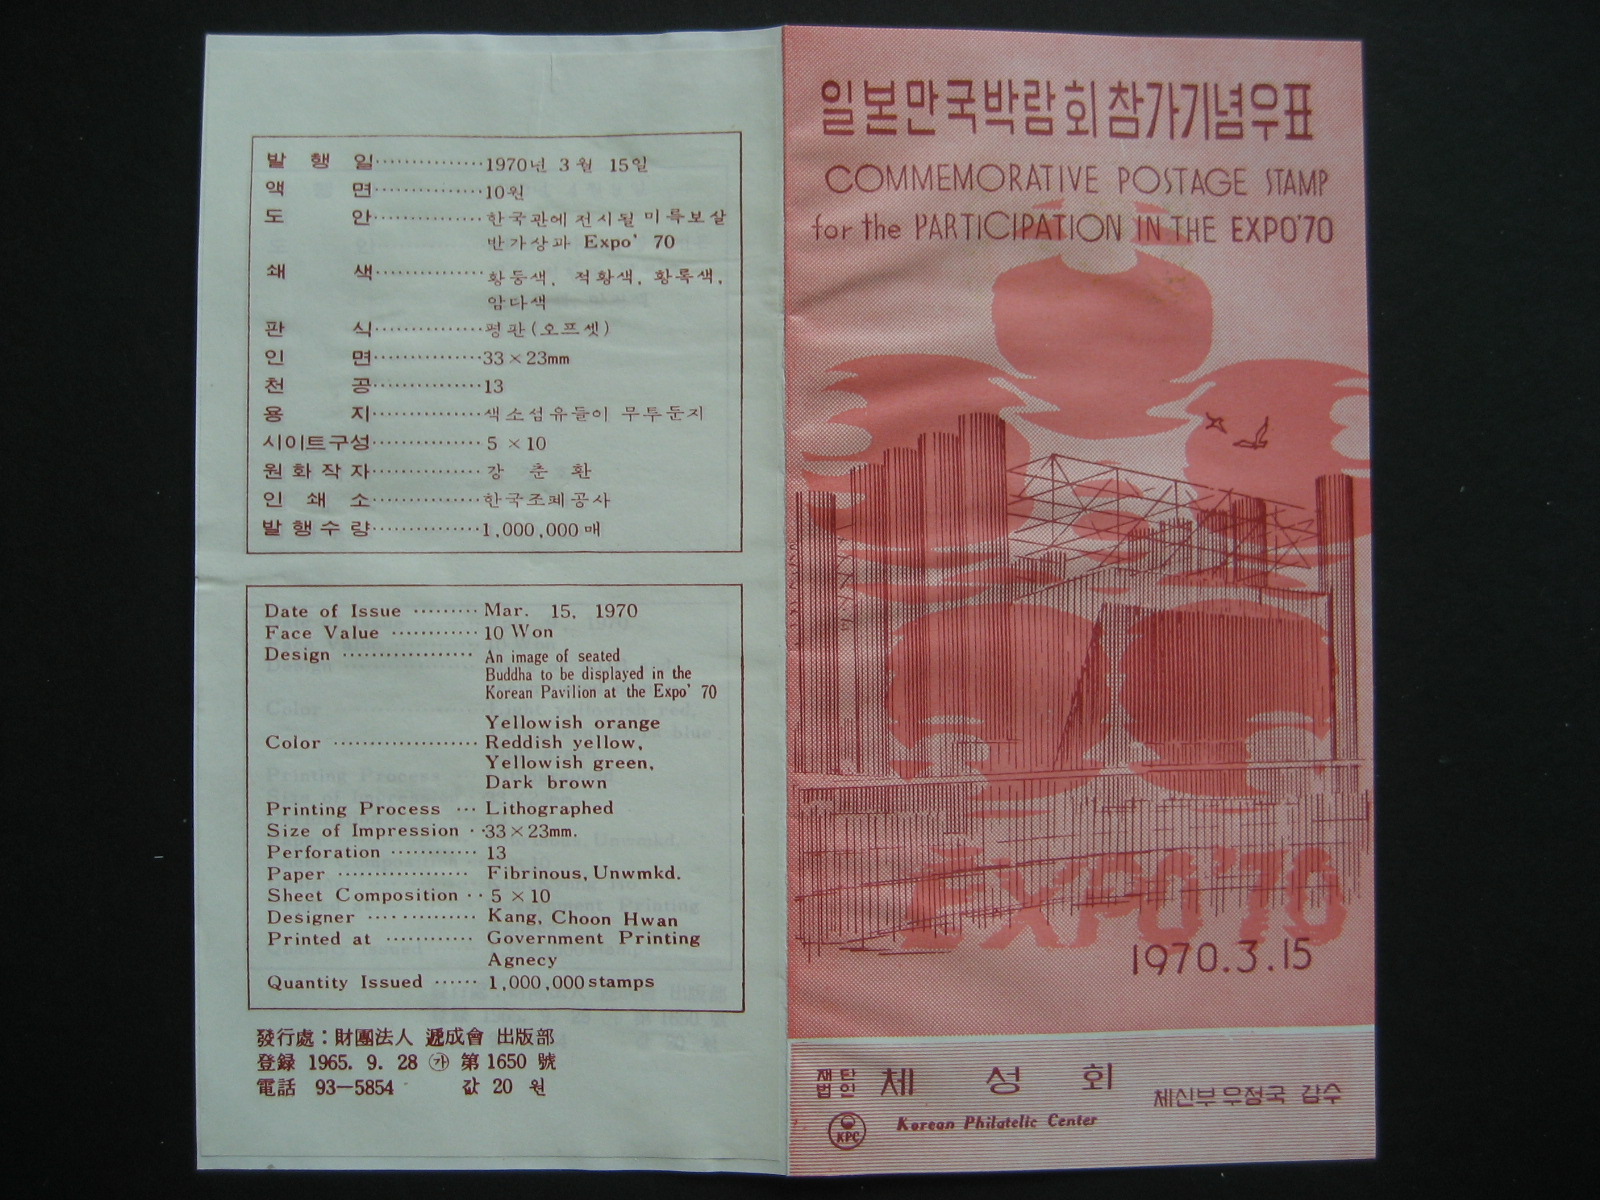 발 행 일 ··············· 1970년 3월 15일
액 면 ··············· 10원
도 안 ··············· 한국관에 전시될 미륵보살
반가상과 Expo' 70
쇄 색 ··············· 황등색, 적황색, 황록색,
암다색
판 식 ··············· 평판(오프셋)
인 면 ··············· 33×23mm
천 공 ··············· 13
용 지 ··············· 색소섬유들이 무투문지
시이트구성 ··············· 5 ×10
원화작자 ··············· 강 춘 환
인 쇄 소 ··············· 한국조폐공사
발행수량 ··············· 1,000,000매
Date of Issue ········· Mar. 15, 1970
Face Value ············ 10 Won
Design ·················· An image of seated
Buddha to be displayed in the
Korean Pavilion at the Expo' 70
Yellowish orange
Color ···················· Reddish yellow,
Yellowish green,
Dark brown
Printing Process ··· Lithographed
Size of Impression ·· 33×23mm.
Perforation ············ 13
Paper ·················· Fibrinous, Unwmkd.
Sheet Composition ·· 5 ×10
Designer ··············· Kang, Choon Hwan
Printed at ············ Government Printing
Agnecy
Quantity Issued ······ 1,000,000 stamps
發行處 : 財團法人 遞成會 出版部
登録 1965. 9. 28 ㉮ 第1650 號
電話 93—5854 값 20 원
일본만국박람회참가기념우표
COMMEMORATIVE POSTAGE STAMP
for the PARTICIPATION IN THE EXPO'70
EXPO'70
1970.3.15
재단법인 체 성 회
체신부 우정국 감수
KPC Korean Philatelic Center